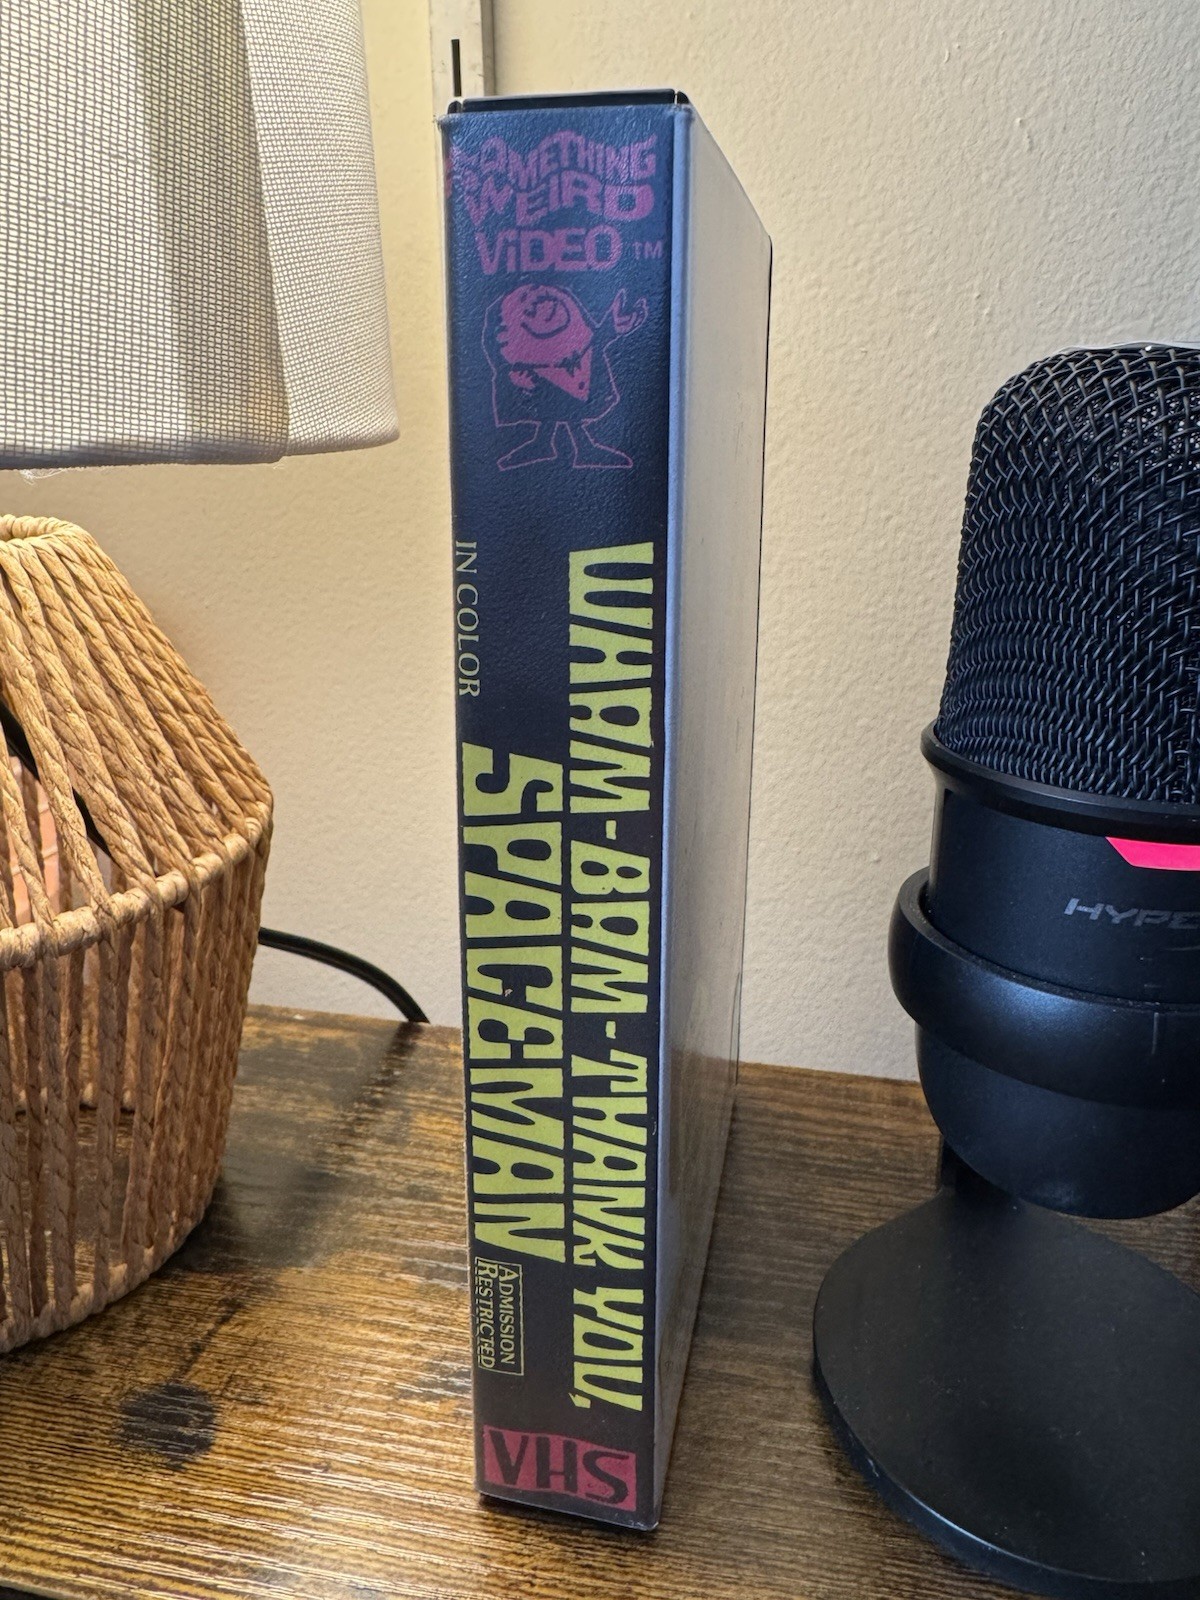 SOMETHING
WEIRD
ViDEO TM
WHAM-BAM-THANK YOU,
IN COLOR
SPACEMAN
ADMISSION
RESTRICTED
VHS